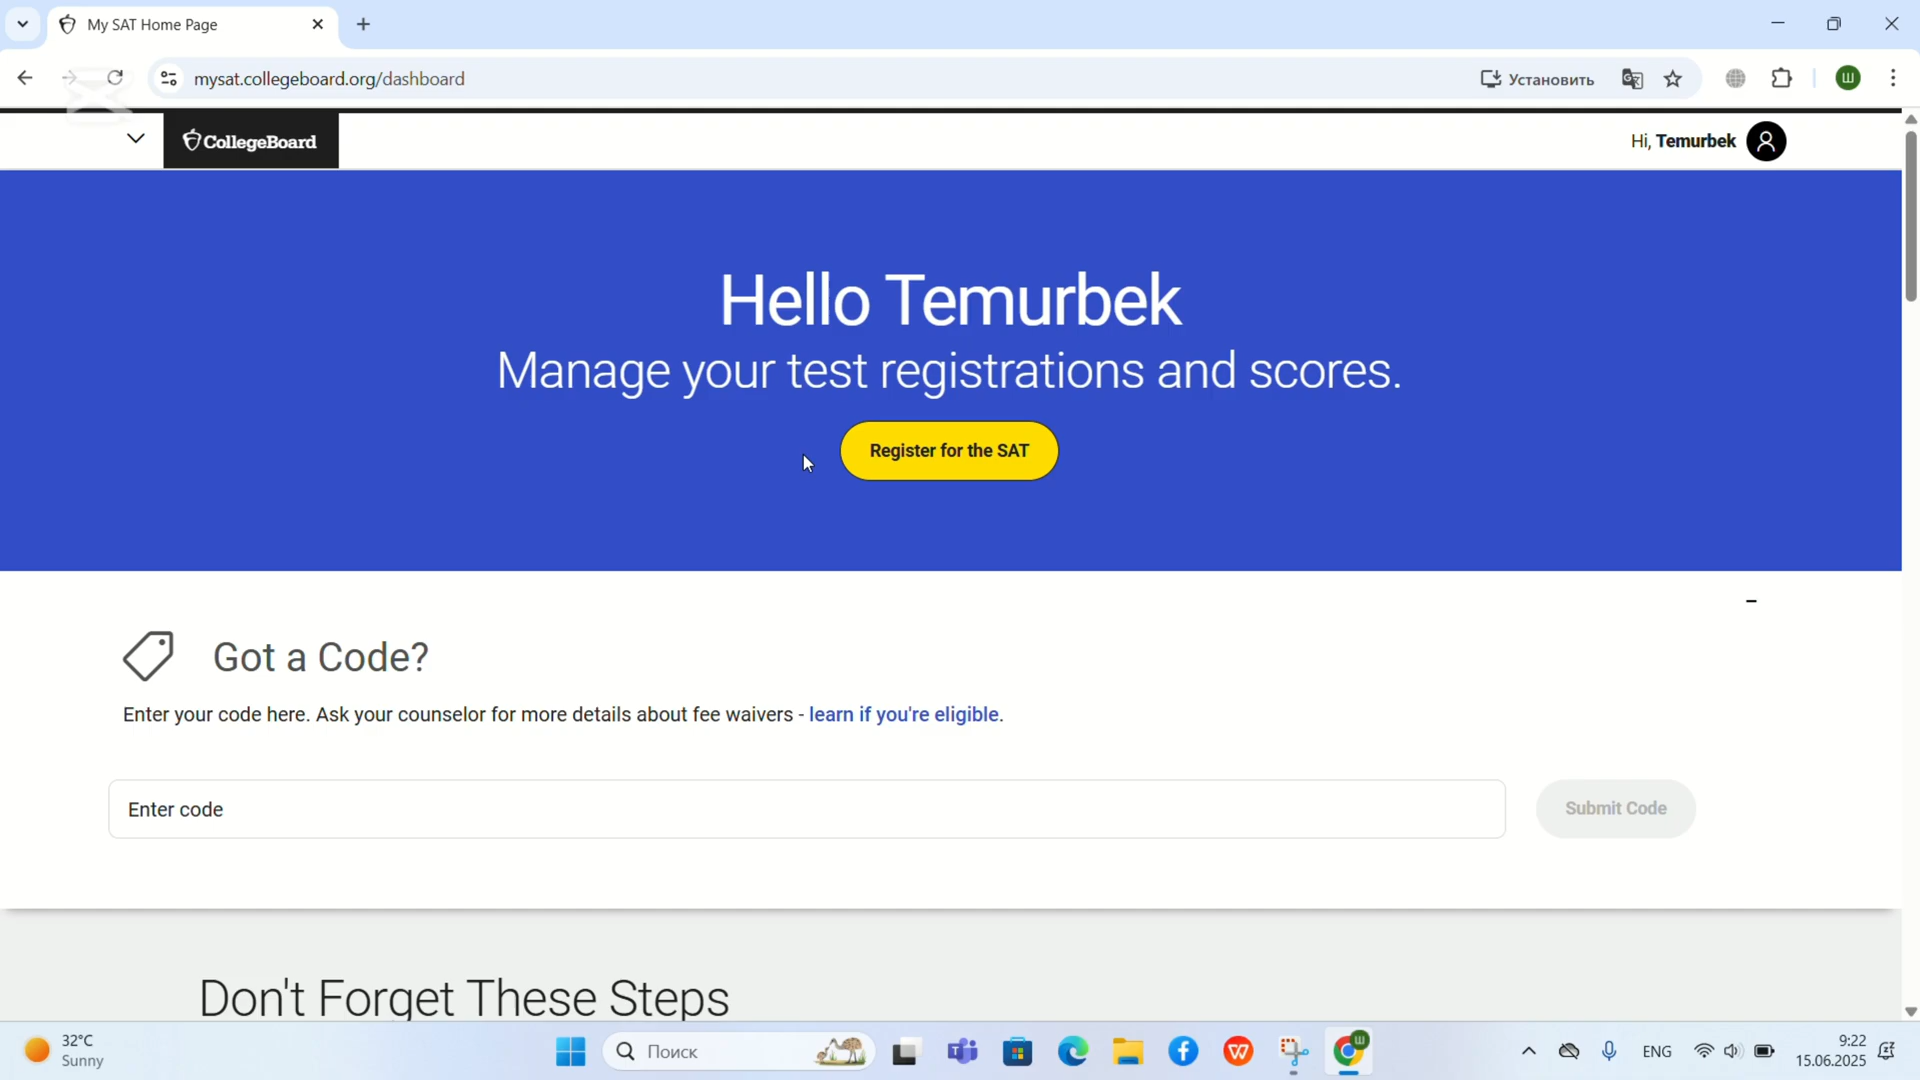 My SAT Home Page
mysat.collegeboard.org/dashboard
Установить
Ш
CollegeBoard
Hi, Temurbek
Hello Temurbek
Manage your test registrations and scores.
Register for the SAT
Got a Code?
Enter your code here. Ask your counselor for more details about fee waivers - learn if you're eligible.
Enter code
Submit Code
Don't Forget These Steps
32°C
Sunny
Поиск
ENG
9:22
15.06.2025